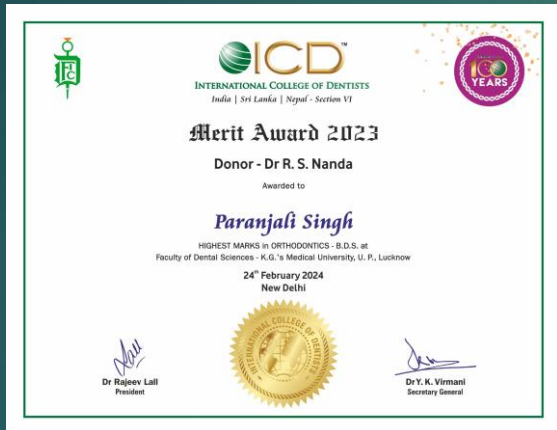 ICD™
INTERNATIONAL COLLEGE OF DENTISTS
India | Sri Lanka | Nepal - Section VI
100
YEARS
Merit Award 2023
Donor - Dr R. S. Nanda
Awarded to
Paranjali Singh
HIGHEST MARKS in ORTHODONTICS - B.D.S. at
Faculty of Dental Sciences - K.G.'s Medical University, U. P., Lucknow
24th February 2024
New Delhi
INTERNATIONAL COLLEGE OF DENTISTS
Dr Rajeev Lall
President
Dr Y. K. Virmani
Secretary General